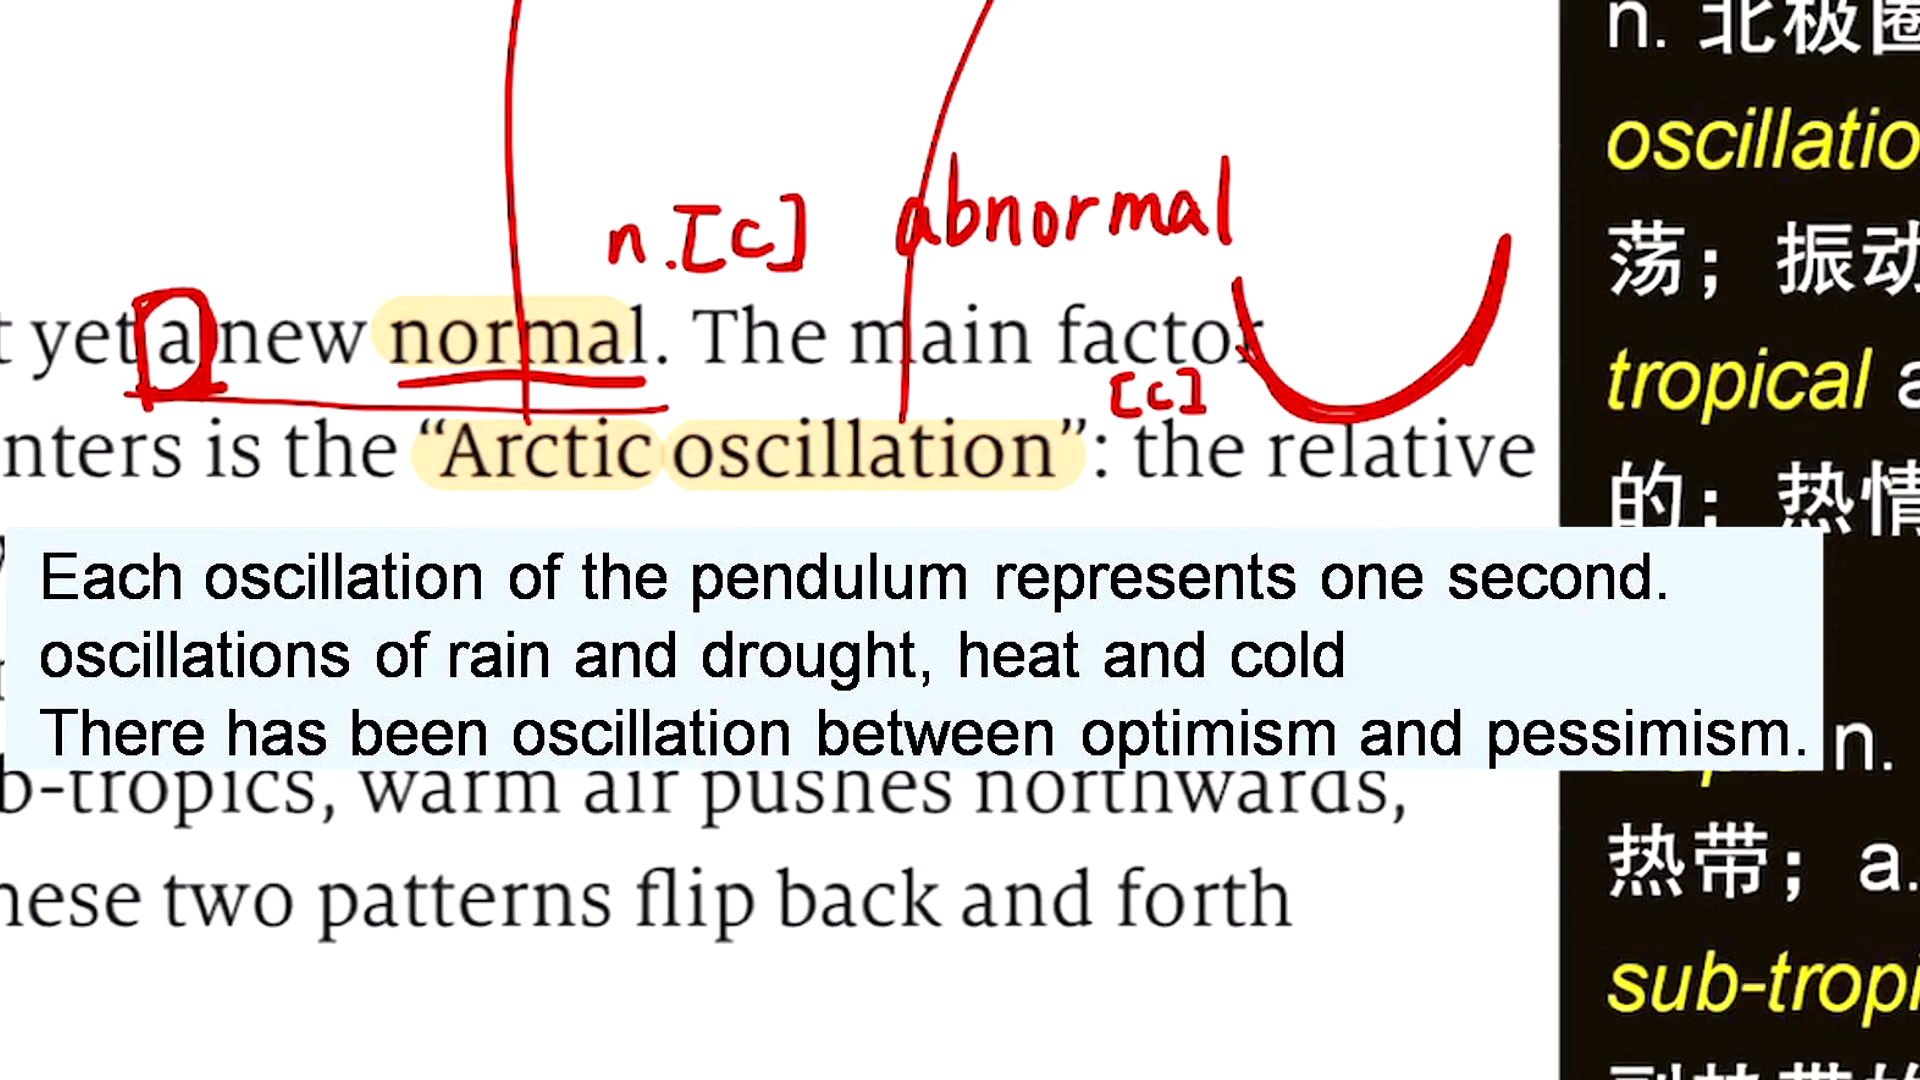 n. [C] abnormal
yet a new normal. The main factor
[C]
nters is the “Arctic oscillation”: the relative
Each oscillation of the pendulum represents one second.
oscillations of rain and drought, heat and cold
There has been oscillation between optimism and pessimism.
b-tropics, warm air pushes northwards,
hese two patterns flip back and forth
n. 北极圈
oscillatio
荡；振动
tropical a
的；热情
n.
热带；a.
sub-tropi